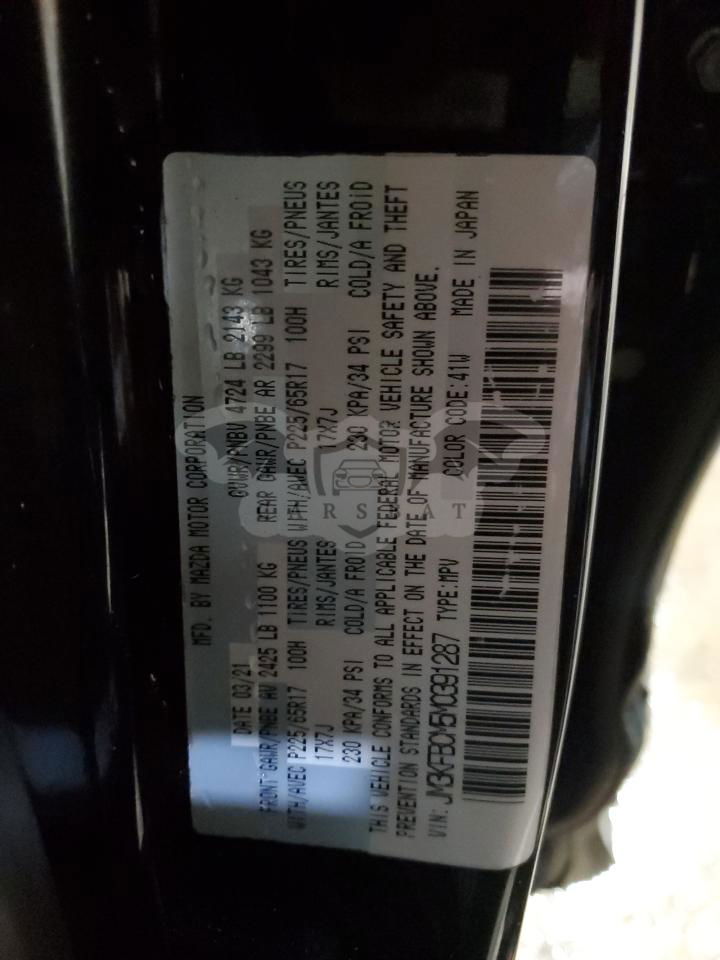 MFD. BY MAZDA MOTOR CORPORATION
DATE 03/21 GVWR/PNBV 4724 LB 2143 KG
FRONT GAWR/PNBE AV 2425 LB 1100 KG REAR GAWR/PNBE AR 2299 LB 1043 KG
WITH/AVEC P225/65R17 100H TIRES/PNEUS WITH/AVEC P225/65R17 100H TIRES/PNEUS
17X7J RIMS/JANTES 17X7J RIMS/JANTES
230 KPA/34 PSI COLD/A FROID 230 KPA/34 PSI COLD/A FROID
THIS VEHICLE CONFORMS TO ALL APPLICABLE FEDERAL MOTOR VEHICLE SAFETY AND THEFT
PREVENTION STANDARDS IN EFFECT ON THE DATE OF MANUFACTURE SHOWN ABOVE.
VIN: JM3KFBCM5M0391287 TYPE:MPV COLOR CODE:41W MADE IN JAPAN